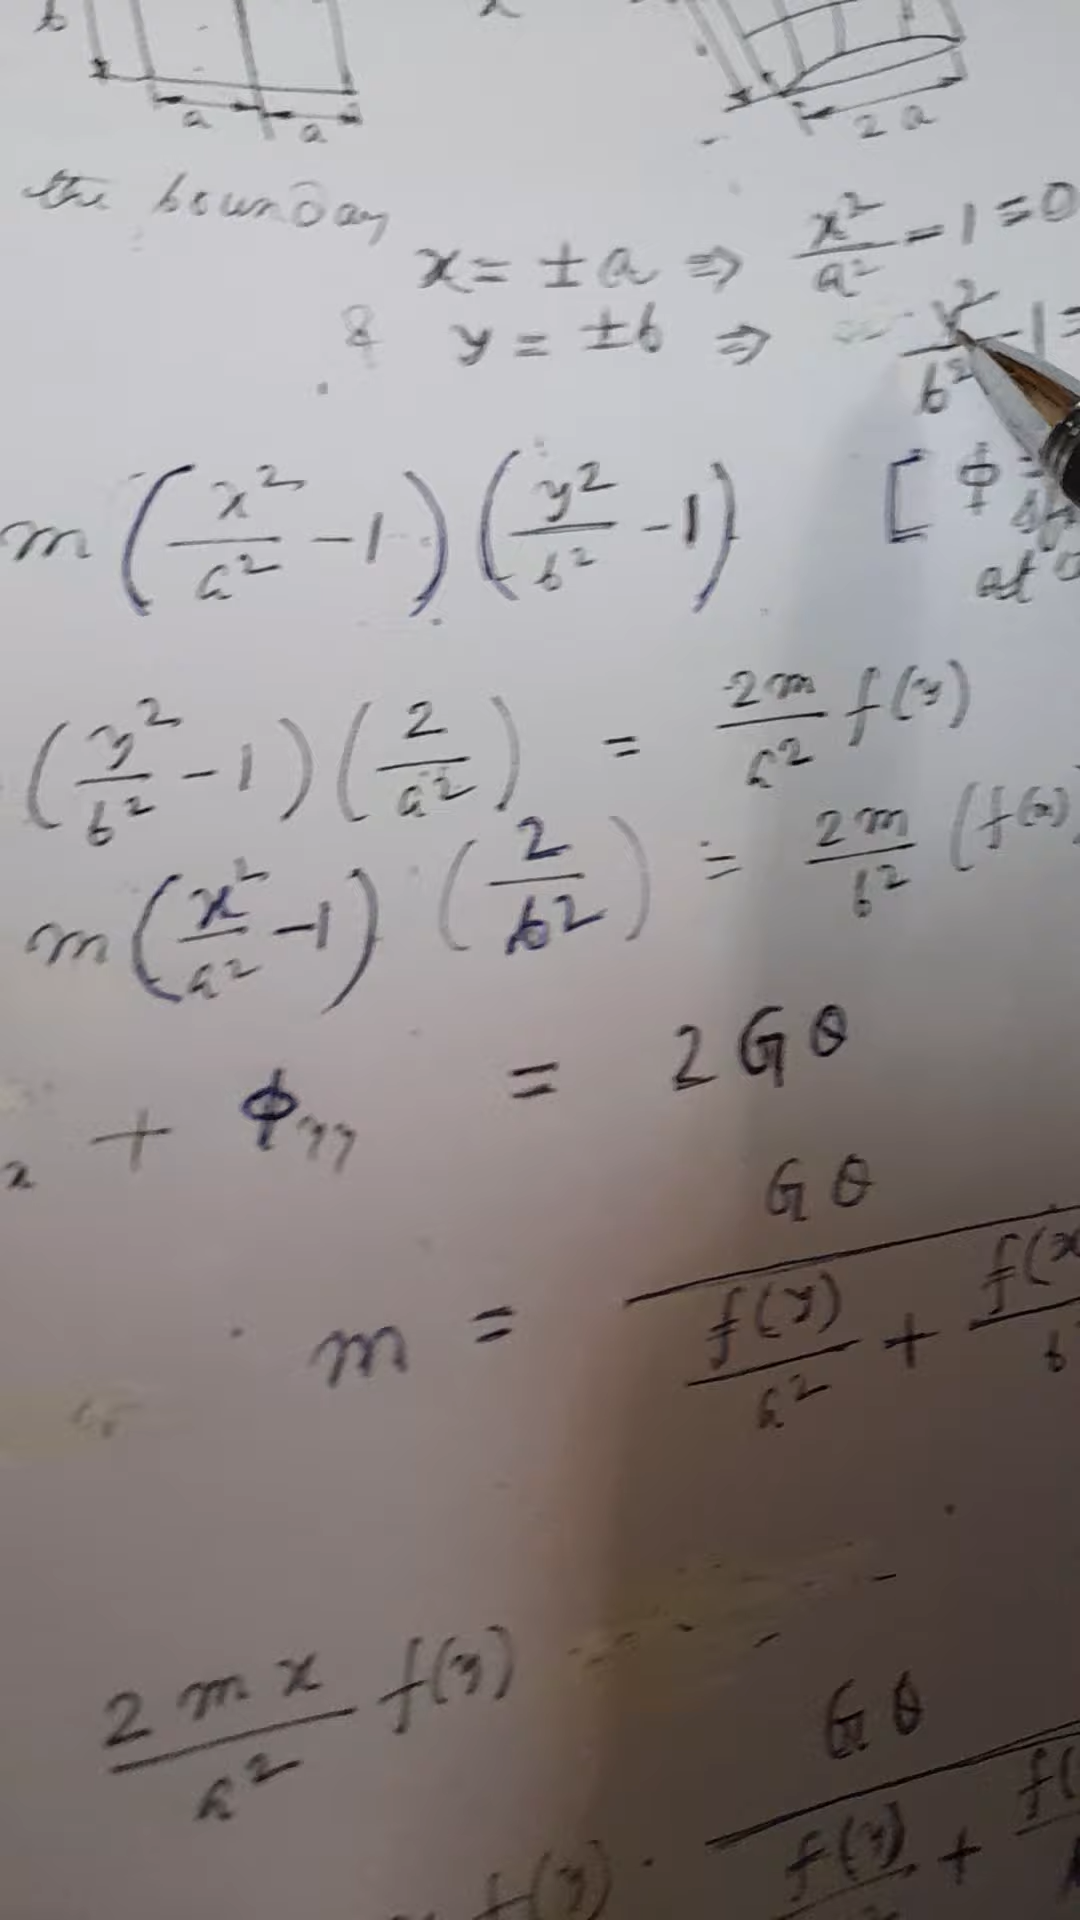 b
x
a a
2a
the boundary
x = ±a ⇒ x²/a² - 1 = 0
& y = ±b ⇒ y²/b² - 1 =
m (x²/a² - 1) (y²/b² - 1) [ ϕ =
at
(y²/b² - 1) (2/a²) = 2m/a² f(y)
m (x²/a² - 1) (2/b²) = 2m/b² (f(x)
x + ϕyy = 2Gθ
m = Gθ / (f(y)/a² + f(x / b
2mx/a² f(y)
f(y) · Gθ / (f(y) + f(